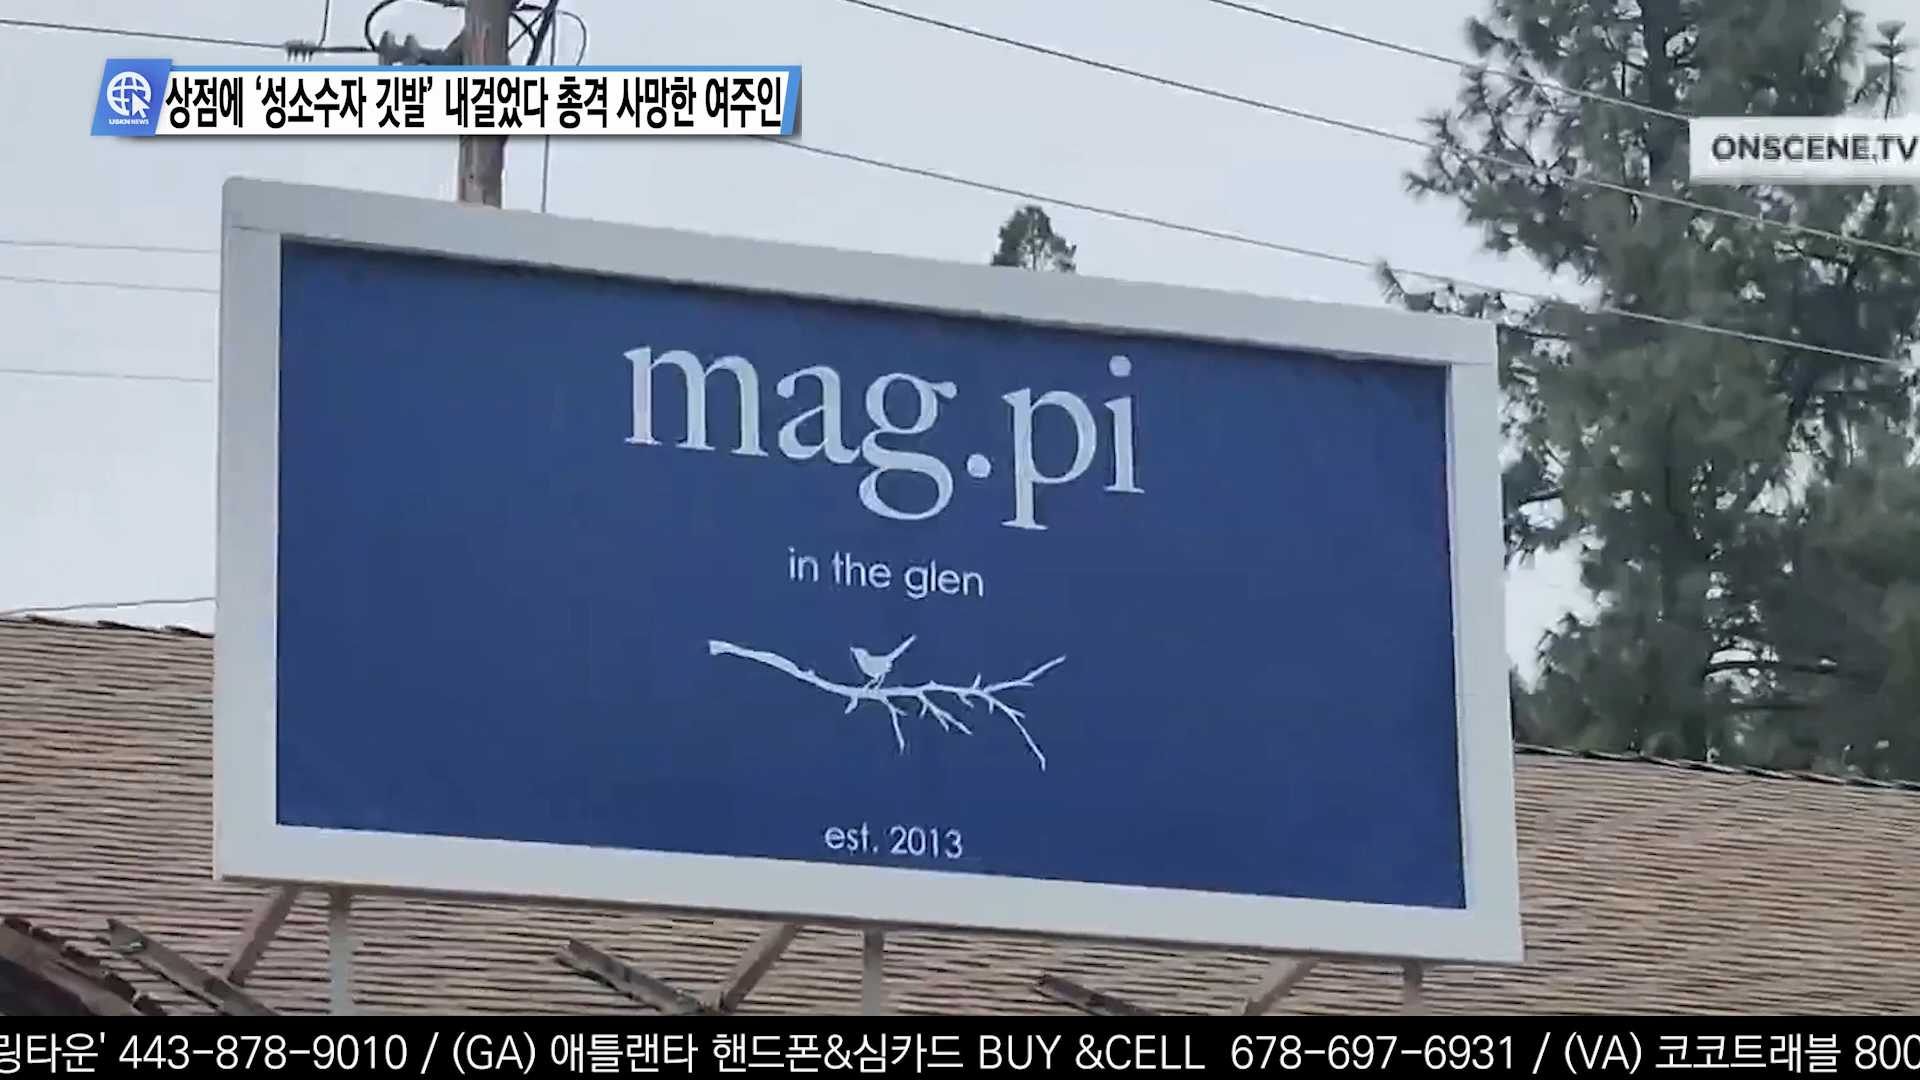 상점에 ‘성소수자 깃발’ 내걸었다 총격 사망한 여주인
USKN NEWS
ONSCENE.TV
mag.pi
in the glen
est. 2013
링타운' 443-878-9010 / (GA) 애틀랜타 핸드폰&심카드 BUY &CELL 678-697-6931 / (VA) 코코트래블 800